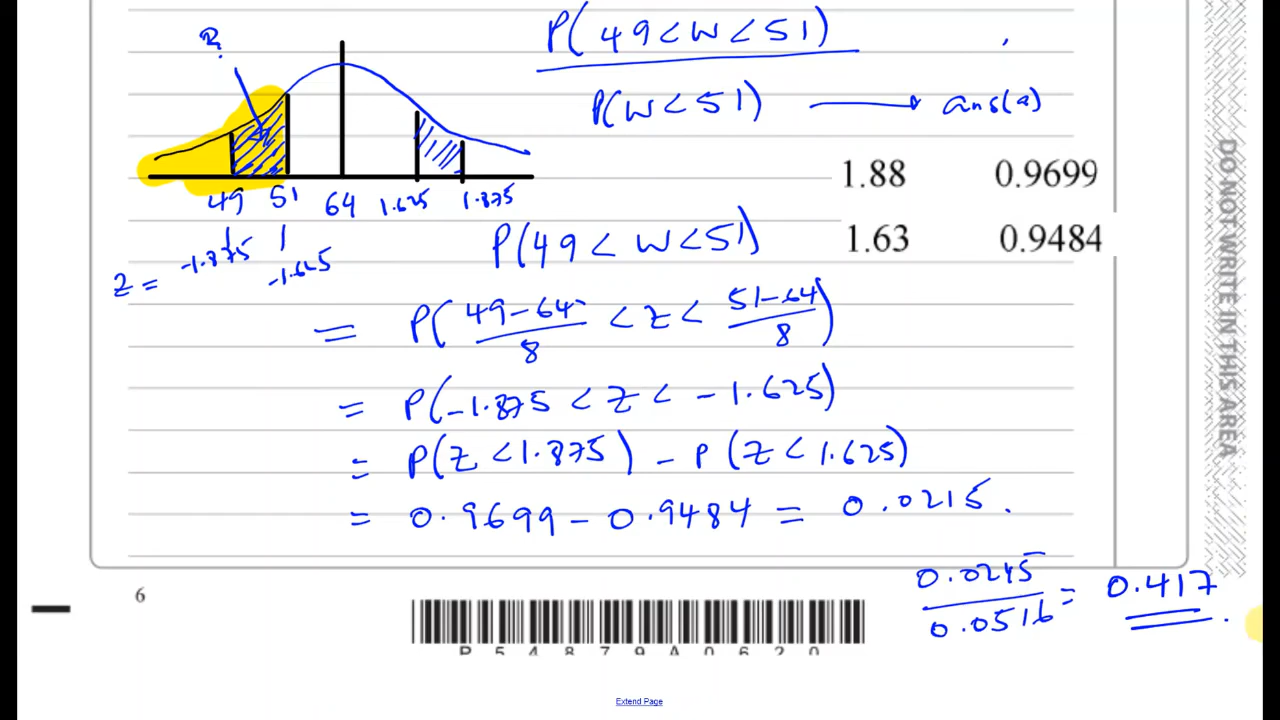 R?
P(49<W<51)
P(W<51) → ans(a)
1.88 0.9699
49 51 64 1.625 1.875
P(49<W<51) 1.63 0.9484
Z = -1.875 -1.625
= P(49-64/8 < Z < 51-64/8)
= P(-1.875 < Z < -1.625)
= P(Z<1.875) - P(Z<1.625)
= 0.9699 - 0.9484 = 0.0215.
0.0245/0.0516 = 0.417.
6
P54879A0620
Extend Page
DO NOT WRITE IN THIS AREA